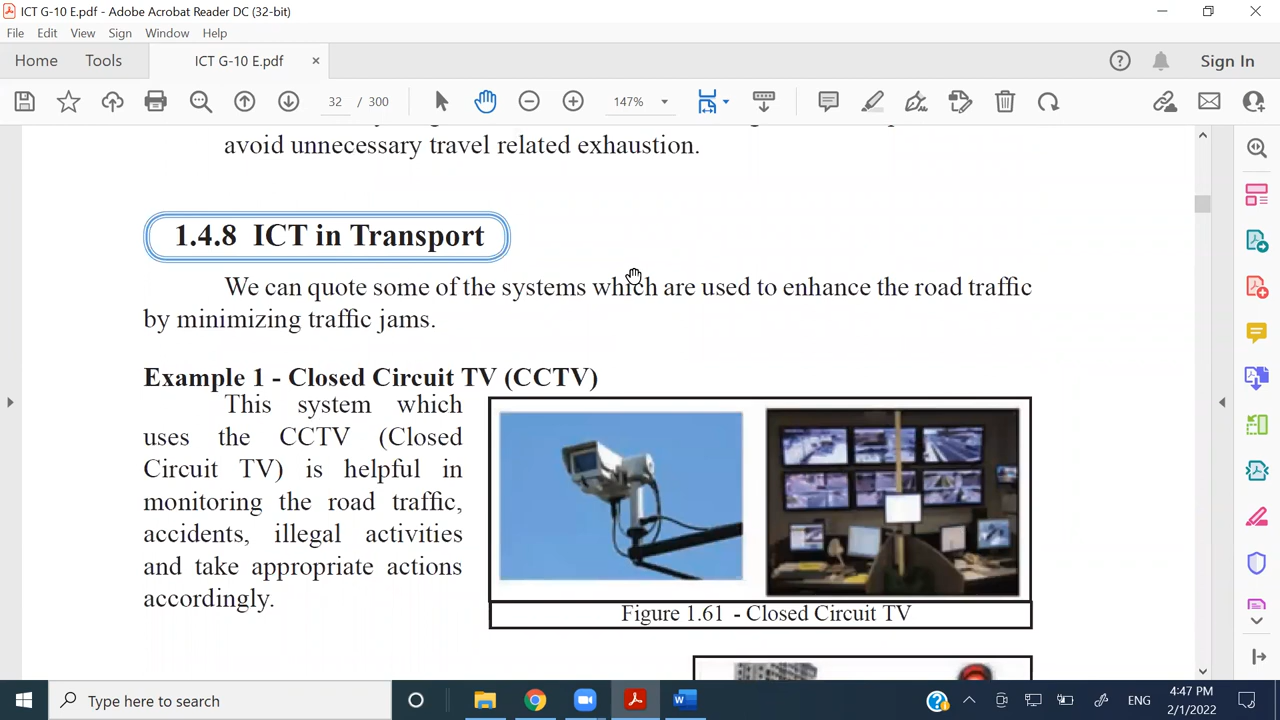 ICT G-10 E.pdf - Adobe Acrobat Reader DC (32-bit)
File Edit View Sign Window Help
Home Tools ICT G-10 E.pdf × Sign In
32 / 300 147%
avoid unnecessary travel related exhaustion.
1.4.8 ICT in Transport
We can quote some of the systems which are used to enhance the road traffic
by minimizing traffic jams.
Example 1 - Closed Circuit TV (CCTV)
This system which
uses the CCTV (Closed
Circuit TV) is helpful in
monitoring the road traffic,
accidents, illegal activities
and take appropriate actions
accordingly.
Figure 1.61 - Closed Circuit TV
Type here to search
ENG
4:47 PM
2/1/2022